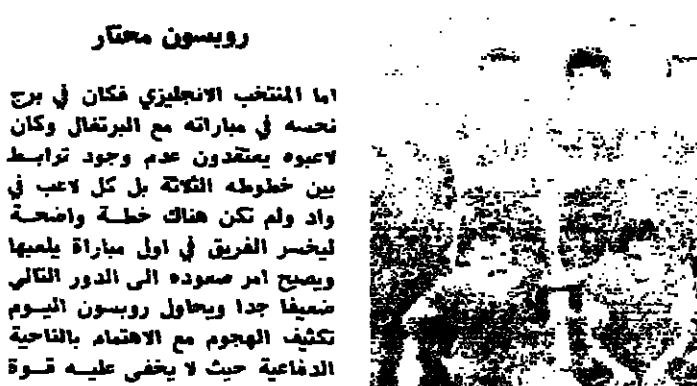 روبسون محتار
اما المنتخب الانجليزي فكان في برج
نحسه في مباراته مع البرتغال وكان
لاعبوه يعتقدون عدم وجود ترابط
بين خطوطه الثلاثة بل كل لاعب في
واد ولم تكن هناك خطة واضحة
ليخسر الفريق في اول مباراة يلعبها
ويصبح امر صعوده الى الدور التالي
ضعيفا جدا ويحاول روبسون اليوم
تكثيف الهجوم مع الاهتمام بالناحية
الدفاعية حيث لا يخفى عليه قوة